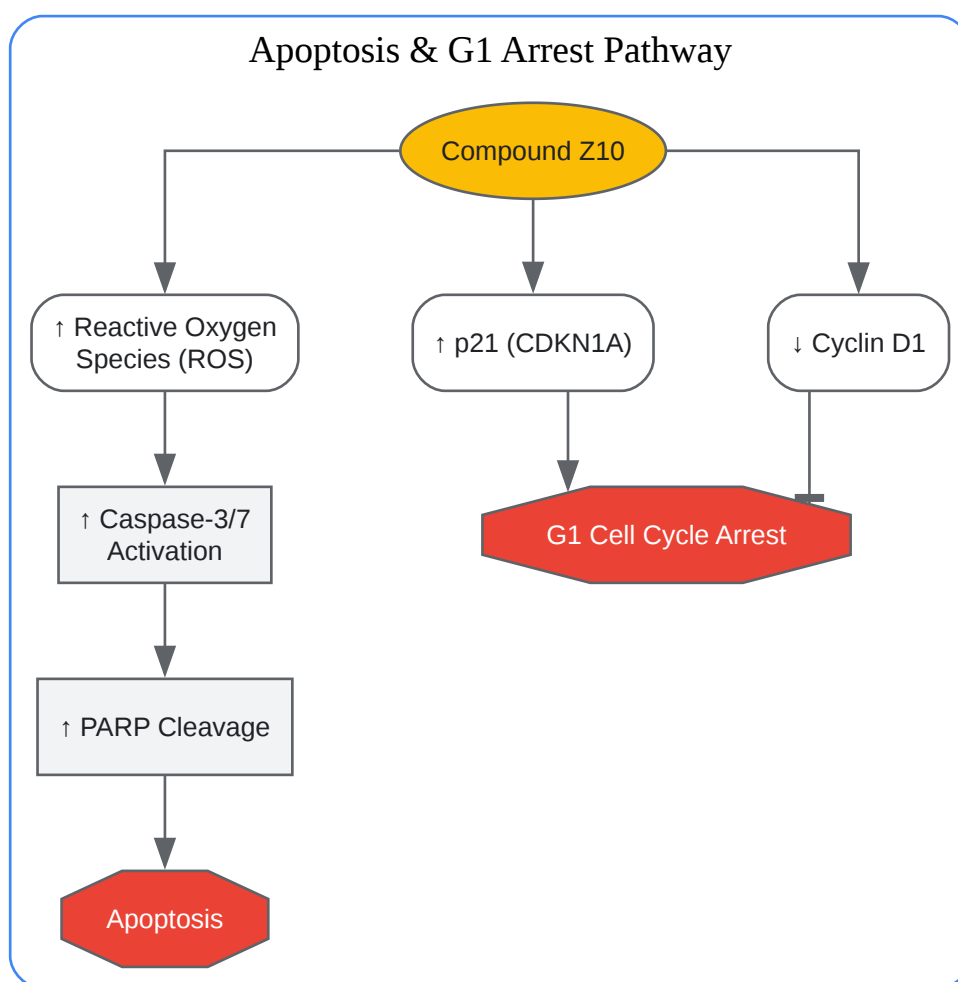 Apoptosis & G1 Arrest Pathway
Compound Z10
↑ Reactive Oxygen
Species (ROS)
↑ p21 (CDKN1A)
↓ Cyclin D1
↑ Caspase-3/7
Activation
G1 Cell Cycle Arrest
↑ PARP Cleavage
Apoptosis